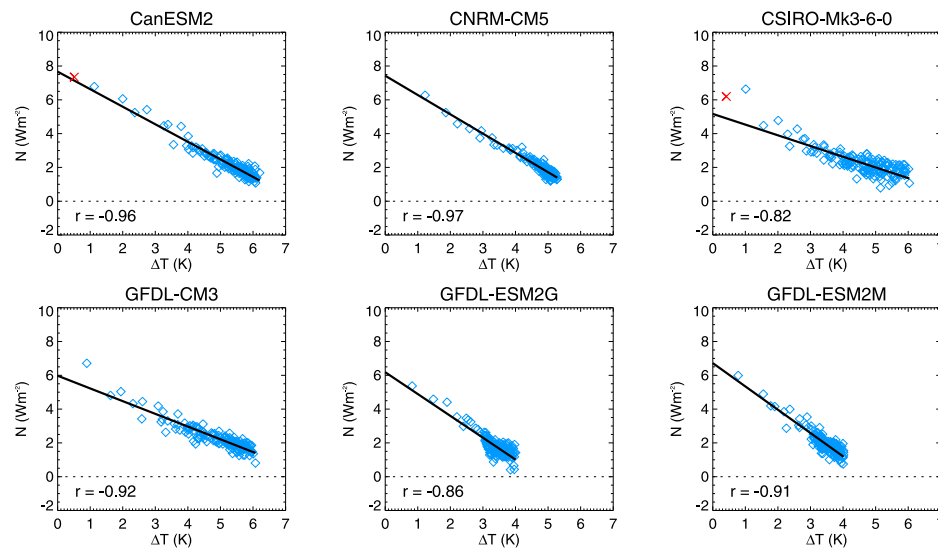 CanESM2
CNRM-CM5
CSIRO-Mk3-6-0
10
8
6
4
2
0
-2
N (Wm⁻²)
r = -0.96
0 1 2 3 4 5 6 7
ΔT (K)
10
8
6
4
2
0
-2
N (Wm⁻²)
r = -0.97
0 1 2 3 4 5 6 7
ΔT (K)
10
8
6
4
2
0
-2
N (Wm⁻²)
r = -0.82
0 1 2 3 4 5 6 7
ΔT (K)
GFDL-CM3
GFDL-ESM2G
GFDL-ESM2M
10
8
6
4
2
0
-2
N (Wm⁻²)
r = -0.92
0 1 2 3 4 5 6 7
ΔT (K)
10
8
6
4
2
0
-2
N (Wm⁻²)
r = -0.86
0 1 2 3 4 5 6 7
ΔT (K)
10
8
6
4
2
0
-2
N (Wm⁻²)
r = -0.91
0 1 2 3 4 5 6 7
ΔT (K)